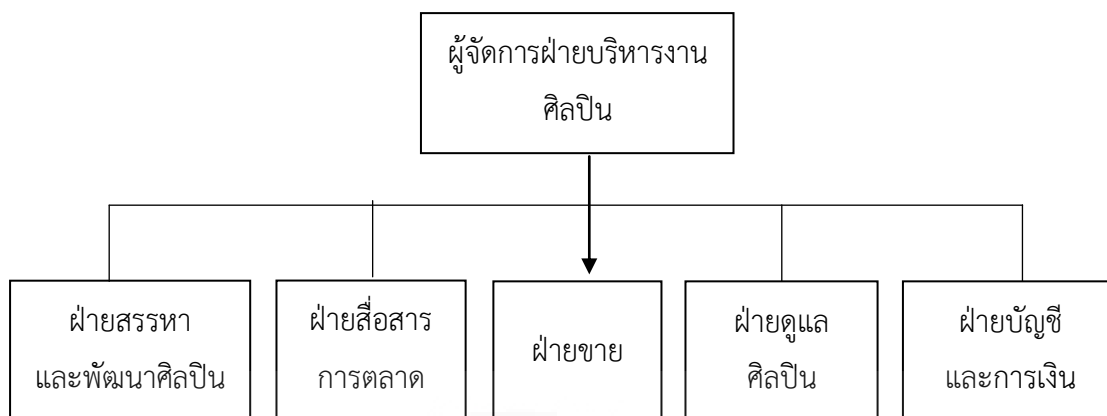 ผู้จัดการฝ่ายบริหารงาน
ศิลปิน
ฝ่ายสรรหา
และพัฒนาศิลปิน
ฝ่ายสื่อสาร
การตลาด
ฝ่ายขาย
ฝ่ายดูแล
ศิลปิน
ฝ่ายบัญชี
และการเงิน